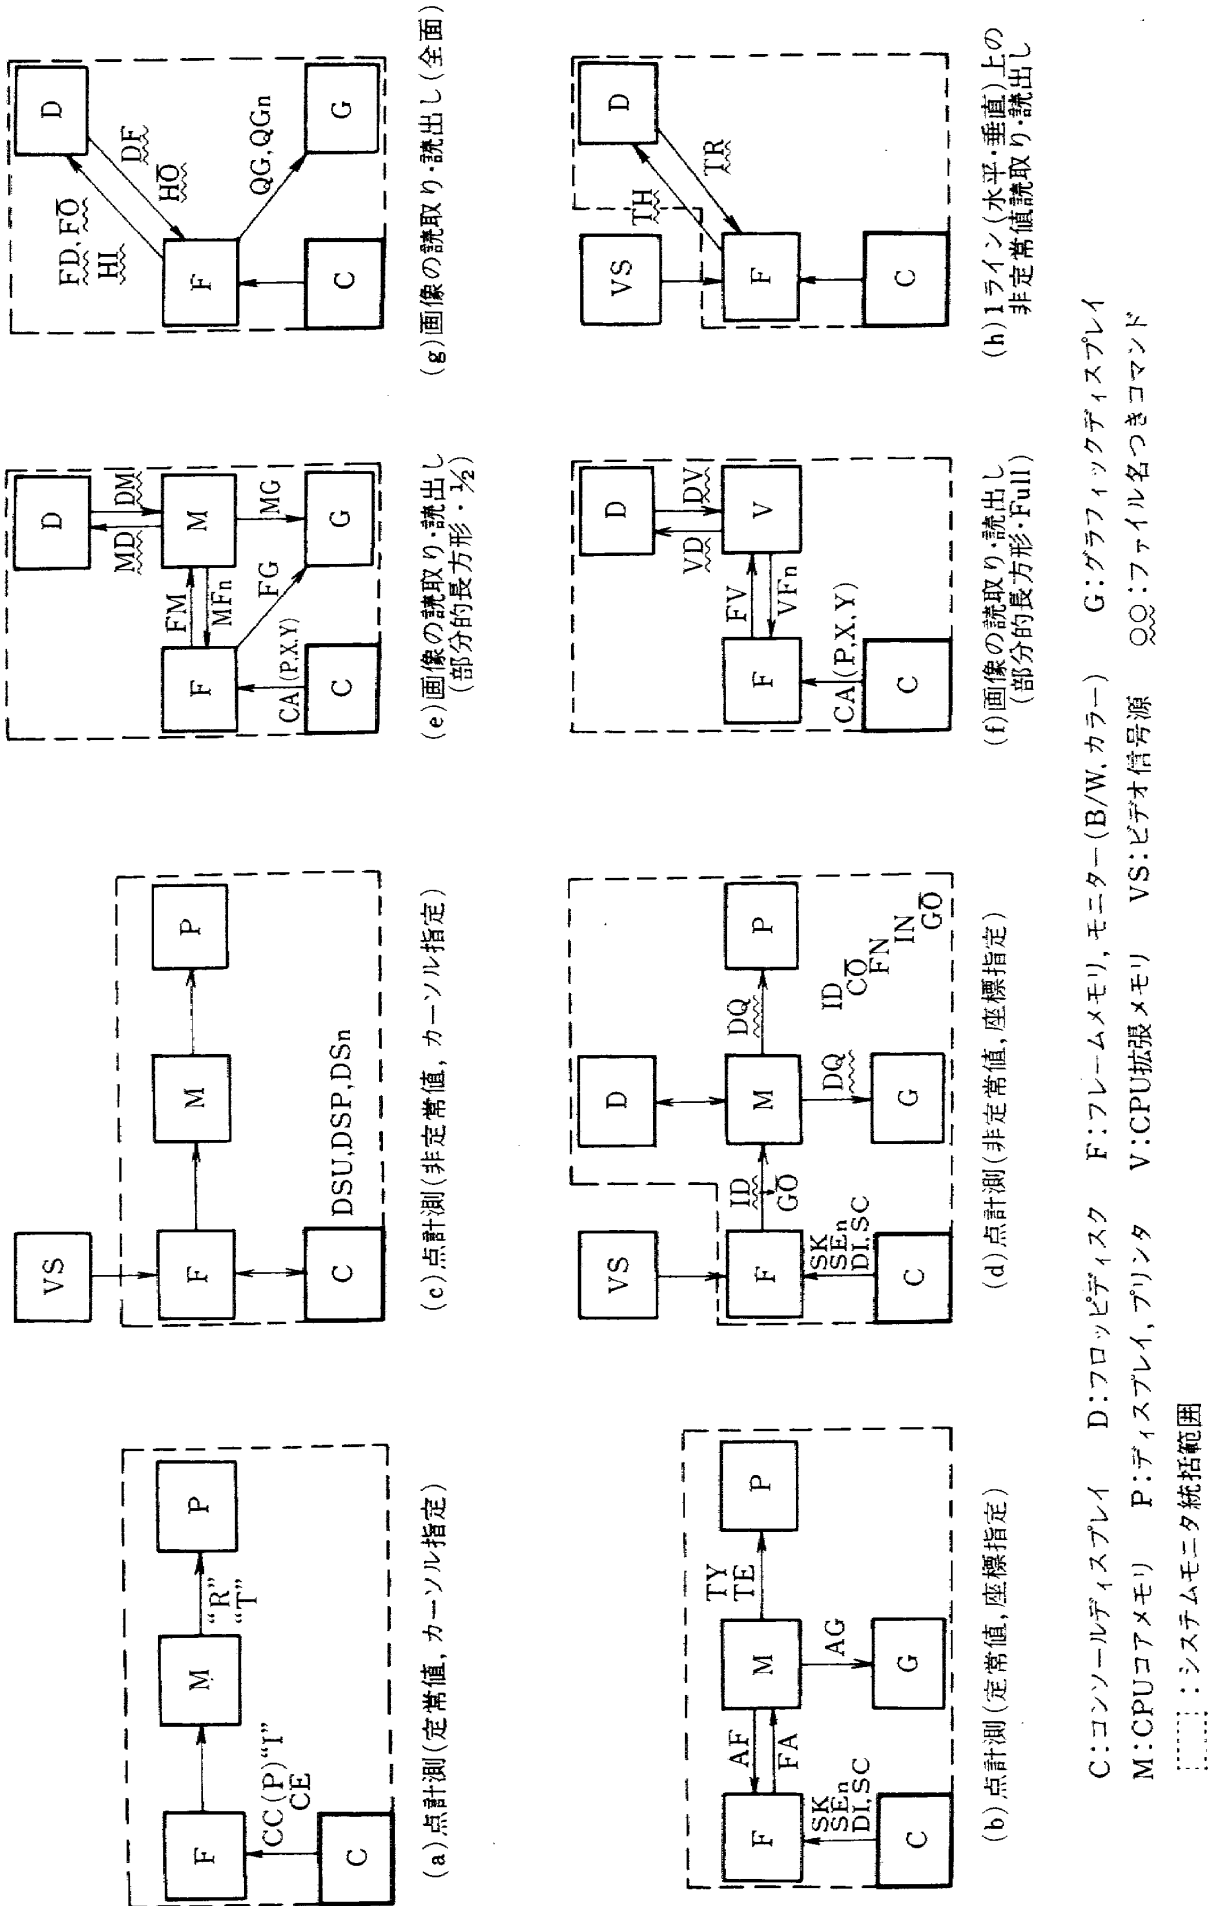 F
M
P
C
CC(P)“I”
CE
“R”
“T”
(a)点計測(定常値, カーソル指定)
F
M
P
G
C
AF
FA
TY
TE
AG
SK
SEn
DI,SC
(b)点計測(定常値, 座標指定)
VS
F
M
P
C
DSU,DSP,DSn
(c)点計測(非定常値, カーソル指定)
VS
D
F
M
P
G
C
ID
GŌ
DQ
DQ
SK
SEn
DI,SC
ID
CŌ
FN
IN
GŌ
(d)点計測(非定常値, 座標指定)
D
F
M
G
C
MD
DM
FM
MFn
FG
MG
CA(P,X,Y)
(e)画像の読取り・読出し
(部分的長方形・½)
D
F
V
C
VD
DV
FV
VFn
CA(P,X,Y)
(f)画像の読取り・読出し
(部分的長方形・Full)
D
F
G
C
FD,FŌ
HI
DF
HŌ
QG,QGn
(g)画像の読取り・読出し(全面)
VS
D
F
C
TH
TR
(h)1ライン(水平・垂直)上の
非定常値読取り・読出し
C:コンソールディスプレイ D:フロッピディスク F:フレームメモリ, モニター(B/W, カラー) G:グラフィックディスプレイ
M:CPUコアメモリ P:ディスプレイ, プリンタ V:CPU拡張メモリ VS:ビデオ信号源 ○○:ファイル名つきコマンド
:システムモニタ統括範囲